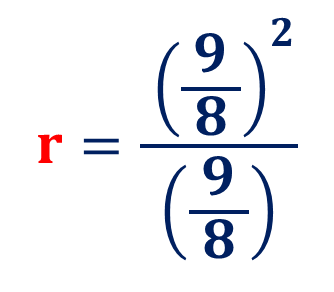 r = (9/8)^2 / (9/8)